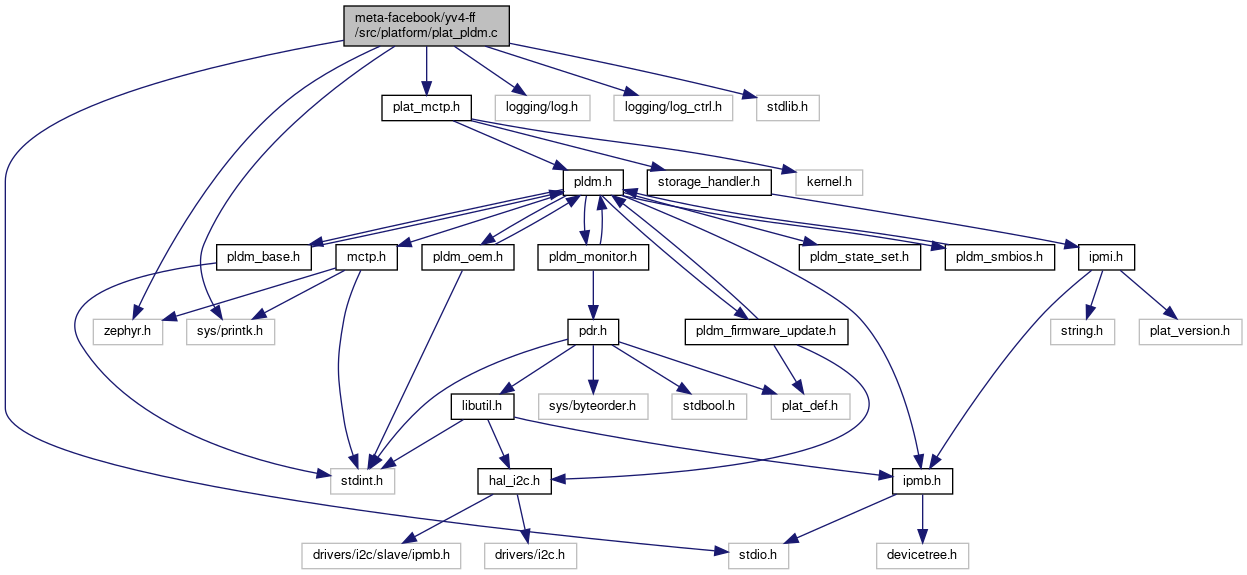 meta-facebook/yv4-ff
/src/platform/plat_pldm.c
plat_mctp.h
logging/log.h
logging/log_ctrl.h
stdlib.h
pldm.h
storage_handler.h
kernel.h
pldm_base.h
mctp.h
pldm_oem.h
pldm_monitor.h
pldm_state_set.h
pldm_smbios.h
ipmi.h
zephyr.h
sys/printk.h
pdr.h
pldm_firmware_update.h
string.h
plat_version.h
libutil.h
sys/byteorder.h
stdbool.h
plat_def.h
stdint.h
hal_i2c.h
ipmb.h
drivers/i2c/slave/ipmb.h
drivers/i2c.h
stdio.h
devicetree.h